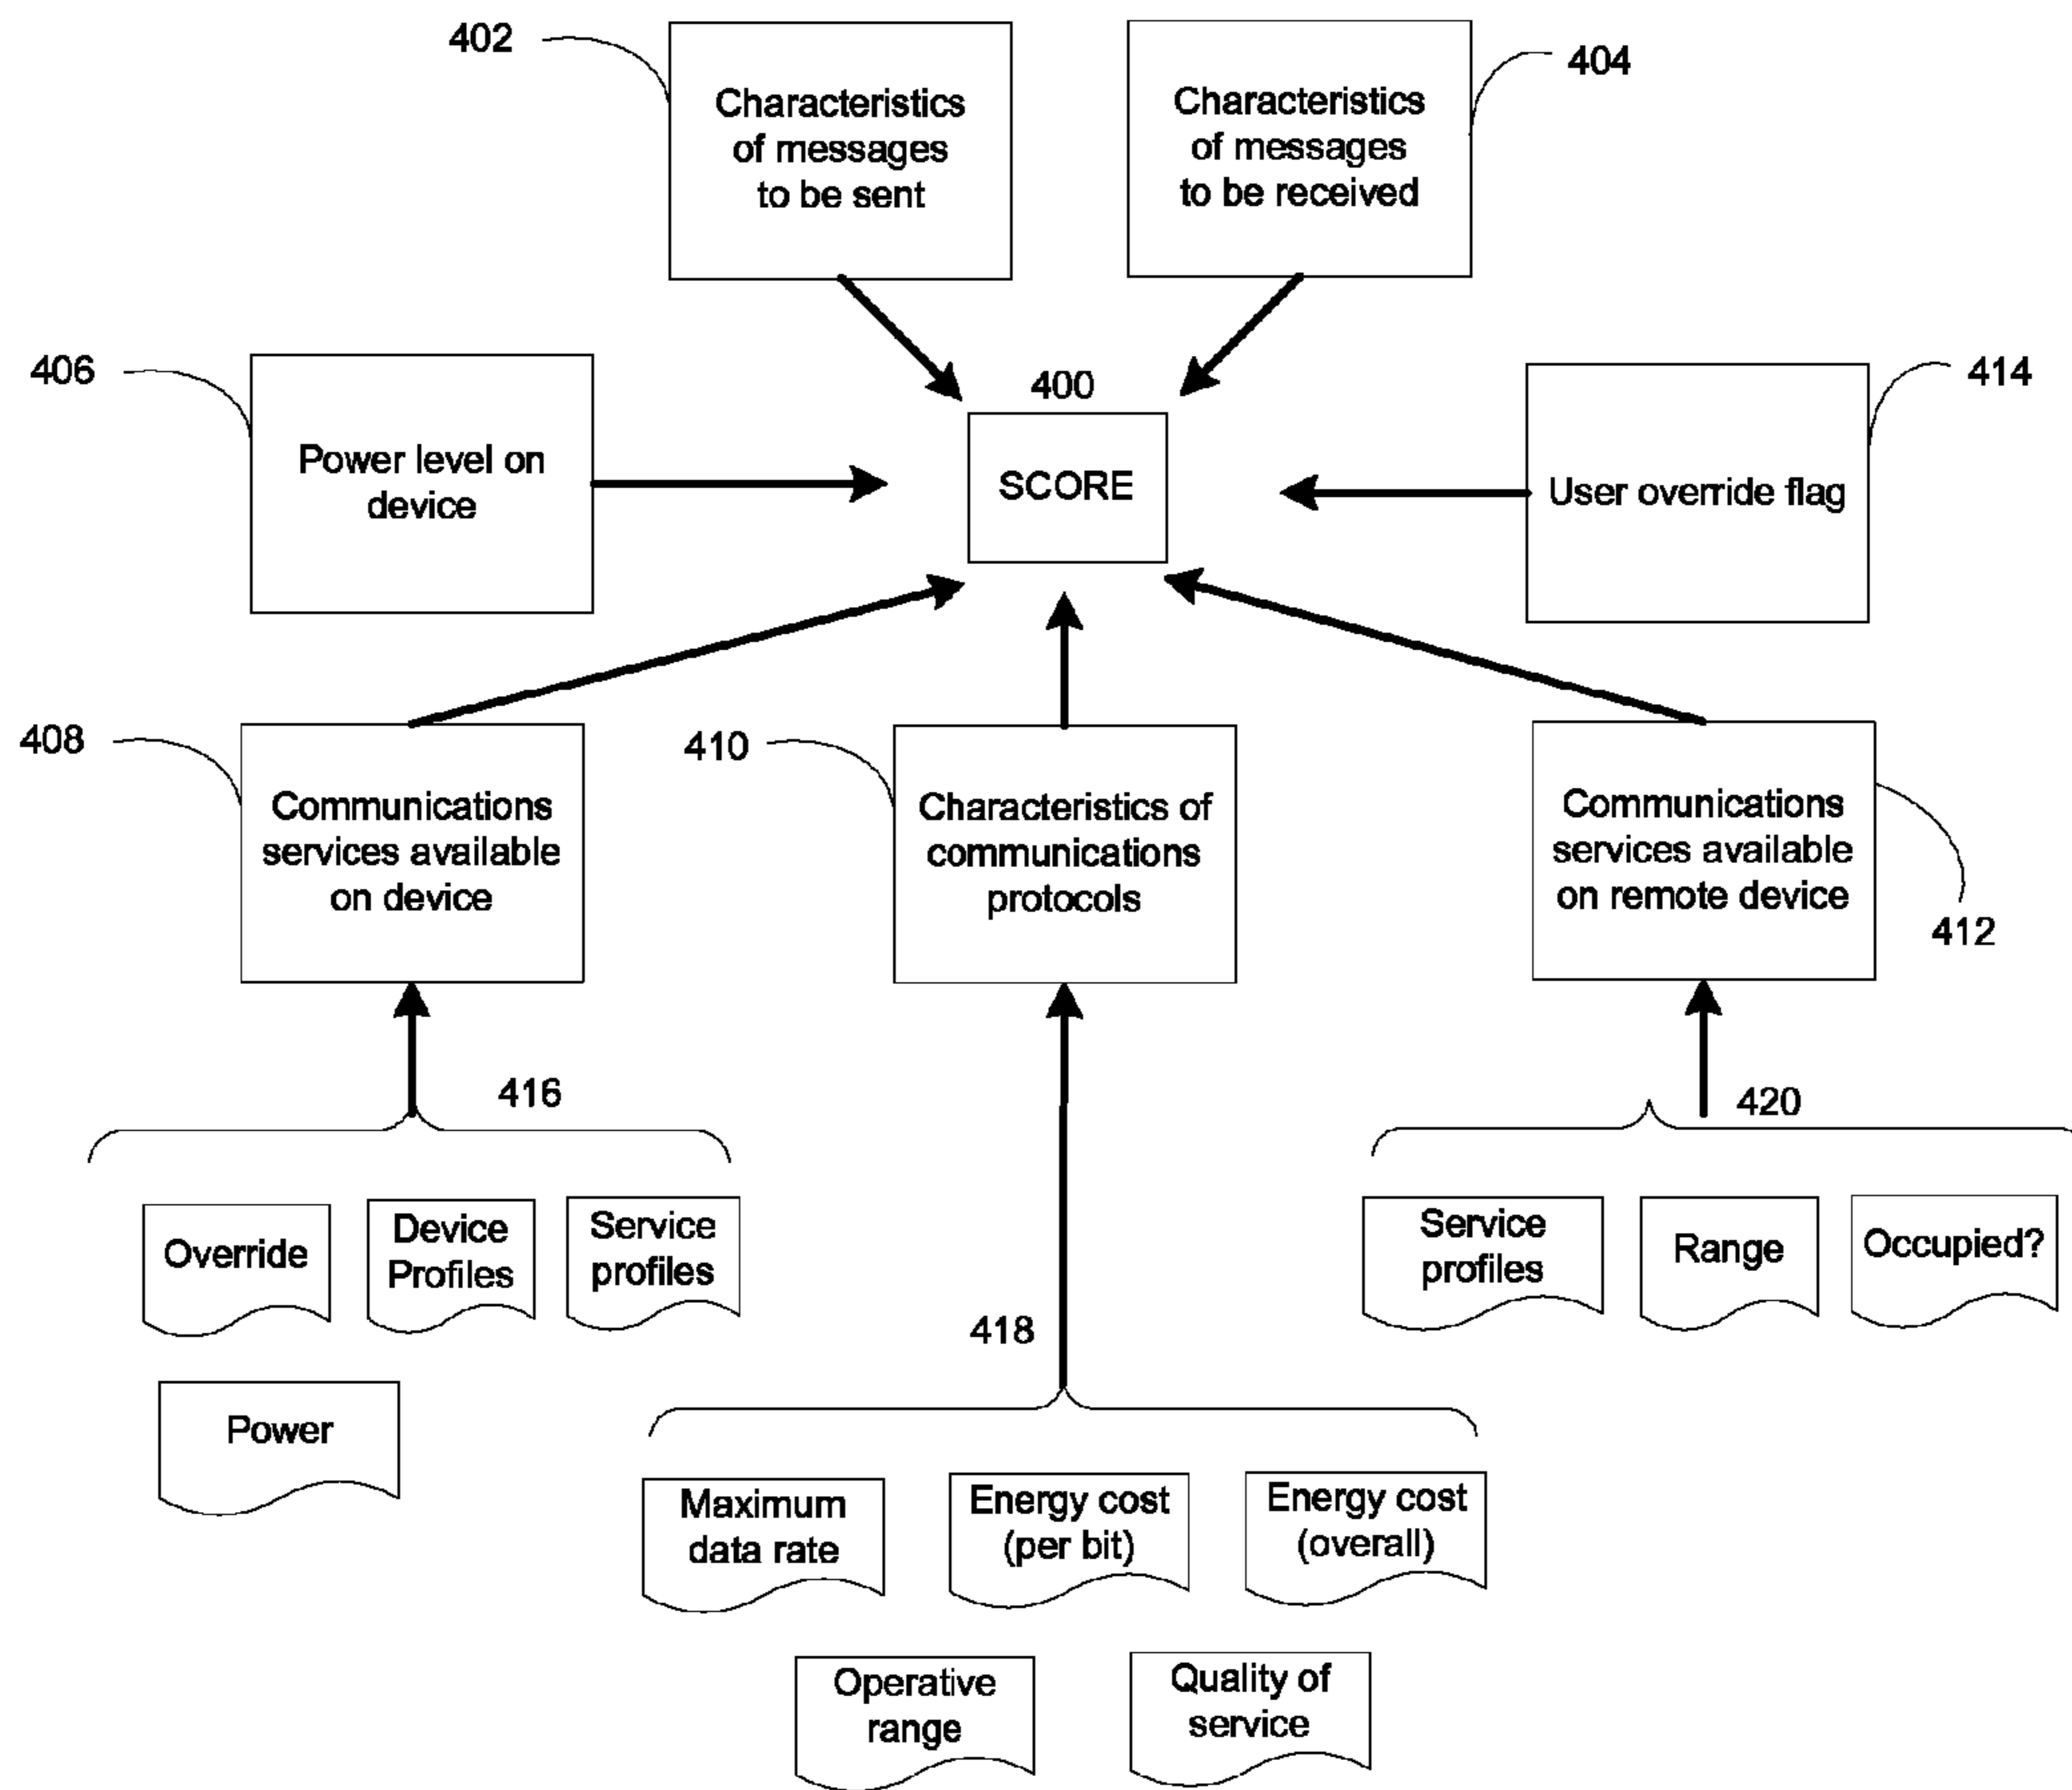 402
Characteristics
of messages
to be sent
Characteristics
of messages
to be received
404
406
Power level on
device
400
SCORE
User override flag
414
408
Communications
services available
on device
410
Characteristics of
communications
protocols
Communications
services available
on remote device
412
416
Override
Device
Profiles
Service
profiles
Power
418
Maximum
data rate
Energy cost
(per bit)
Energy cost
(overall)
Operative
range
Quality of
service
420
Service
profiles
Range
Occupied?